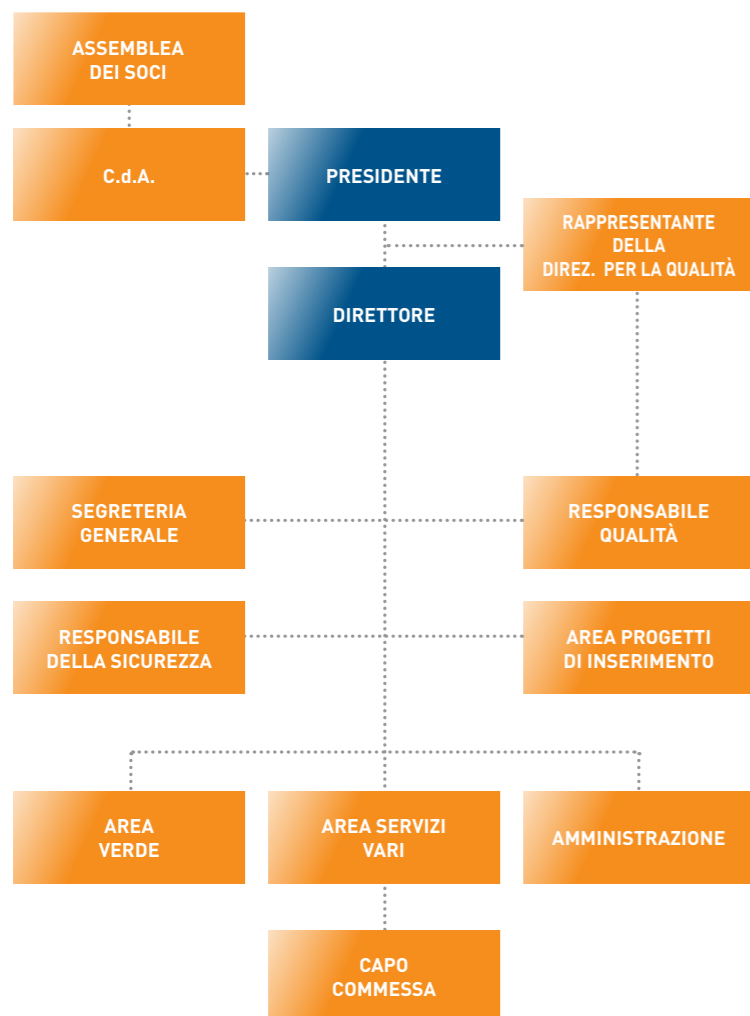 ASSEMBLEA
DEI SOCI
C.d.A.
PRESIDENTE
RAPPRESENTANTE
DELLA
DIREZ. PER LA QUALITÀ
DIRETTORE
SEGRETERIA
GENERALE
RESPONSABILE
QUALITÀ
RESPONSABILE
DELLA SICUREZZA
AREA PROGETTI
DI INSERIMENTO
AREA
VERDE
AREA SERVIZI
VARI
AMMINISTRAZIONE
CAPO
COMMESSA